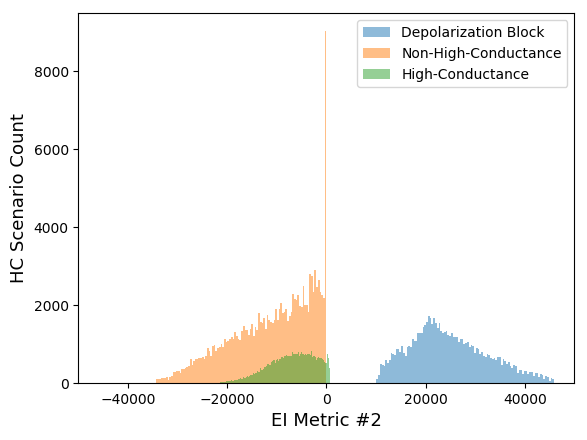 Depolarization Block
Non-High-Conductance
High-Conductance
HC Scenario Count
8000
6000
4000
2000
0
−40000
−20000
0
20000
40000
EI Metric #2